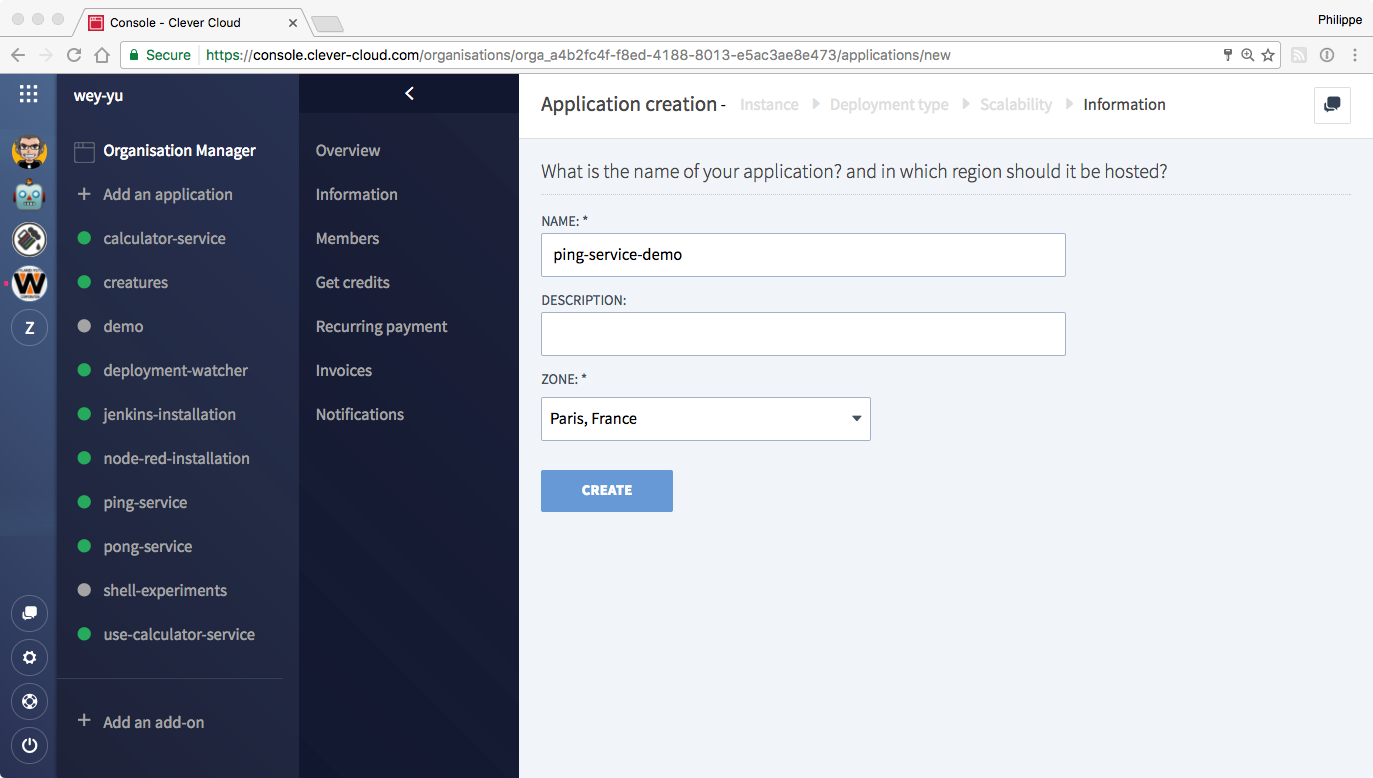 Console - Clever Cloud
Philippe
Secure
https://console.clever-cloud.com/organisations/orga_a4b2fc4f-f8ed-4188-8013-e5ac3ae8e473/applications/new
W
Z
wey-yu
Organisation Manager
+ Add an application
calculator-service
creatures
demo
deployment-watcher
jenkins-installation
node-red-installation
ping-service
pong-service
shell-experiments
use-calculator-service
+ Add an add-on
Overview
Information
Members
Get credits
Recurring payment
Invoices
Notifications
Application creation - Instance Deployment type Scalability Information
What is the name of your application? and in which region should it be hosted?
NAME: *
ping-service-demo
DESCRIPTION:
ZONE: *
Paris, France
CREATE